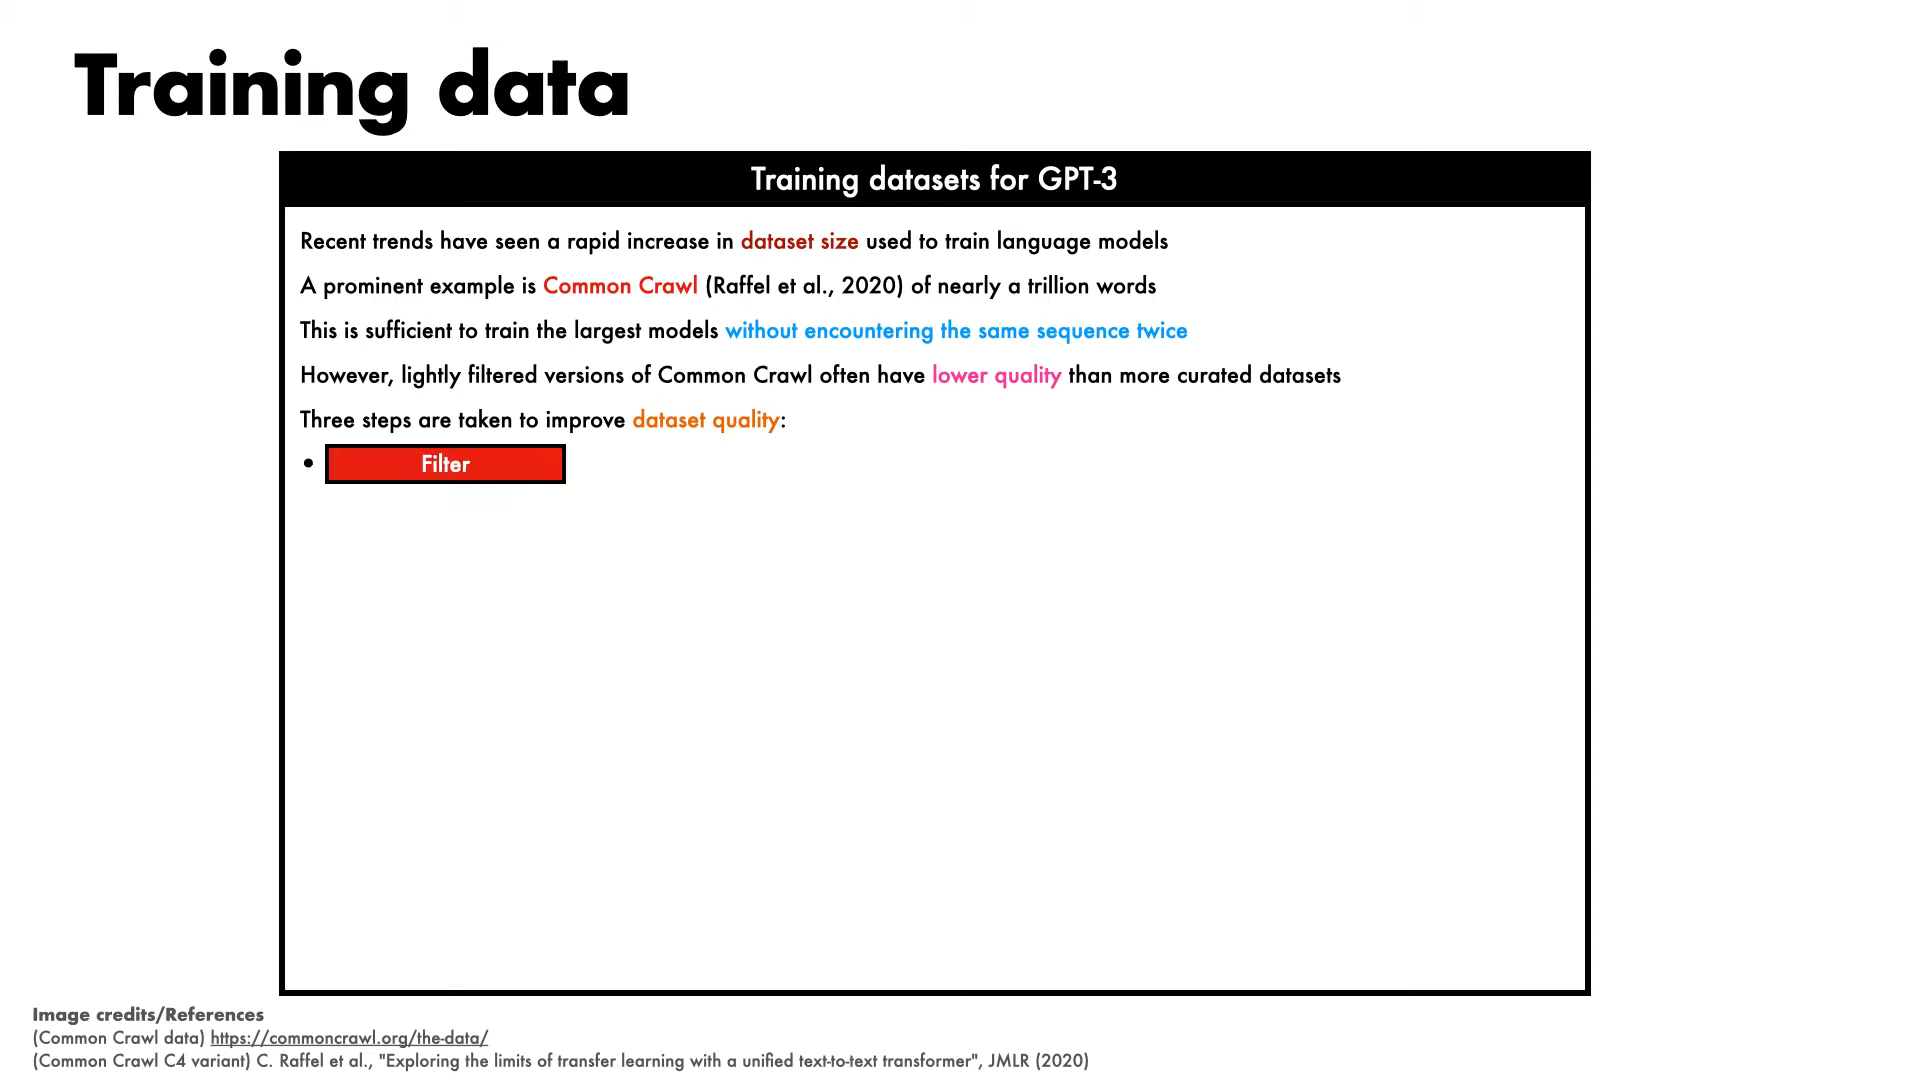 Training data
Training datasets for GPT-3
Recent trends have seen a rapid increase in dataset size used to train language models
A prominent example is Common Crawl (Raffel et al., 2020) of nearly a trillion words
This is sufficient to train the largest models without encountering the same sequence twice
However, lightly filtered versions of Common Crawl often have lower quality than more curated datasets
Three steps are taken to improve dataset quality:
• Filter
Image credits/References
(Common Crawl data) https://commoncrawl.org/the-data/
(Common Crawl C4 variant) C. Raffel et al., "Exploring the limits of transfer learning with a unified text-to-text transformer", JMLR (2020)